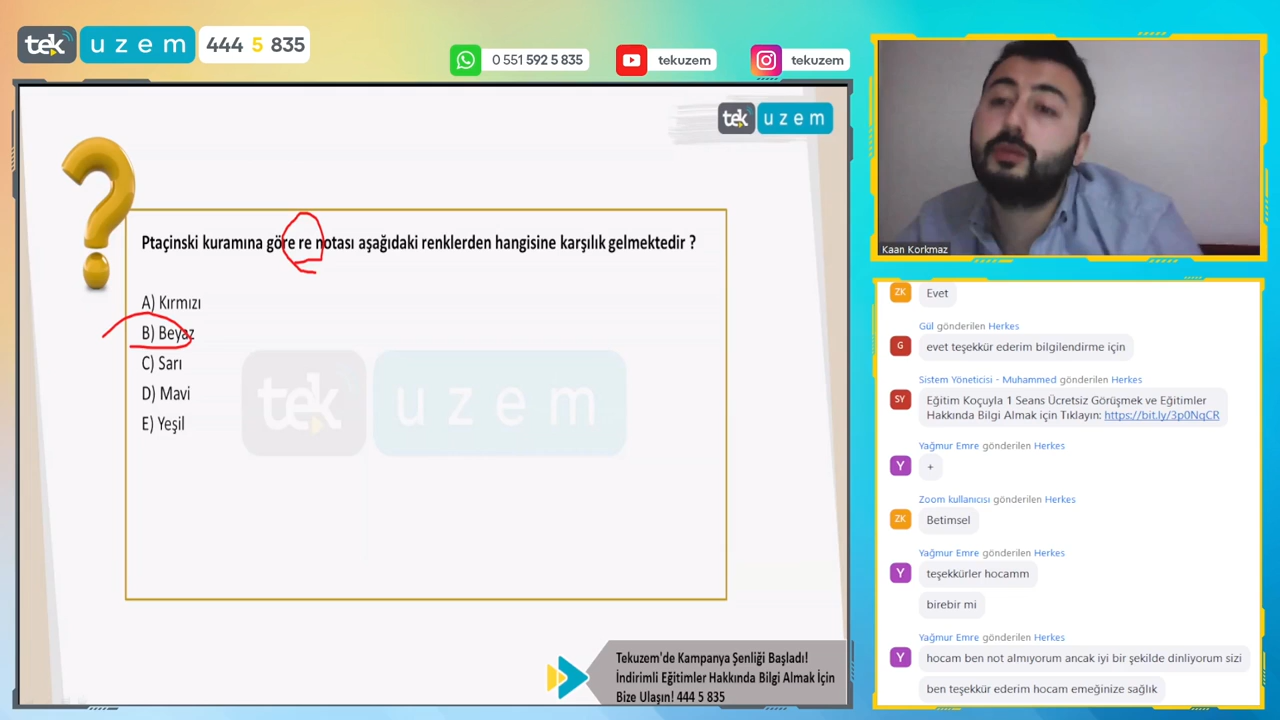 tek uzem 444 5 835
0 551 592 5 835
tekuzem
tekuzem
tek uzem
Ptaçinski kuramına göre re notası aşağıdaki renklerden hangisine karşılık gelmektedir ?
A) Kırmızı
B) Beyaz
C) Sarı
D) Mavi
E) Yeşil
tek uzem
Tekuzem'de Kampanya Şenliği Başladı!
İndirimli Eğitimler Hakkında Bilgi Almak İçin
Bize Ulaşın! 444 5 835
Kaan Korkmaz
ZK
Evet
Gül gönderilen Herkes
G
evet teşekkür ederim bilgilendirme için
Sistem Yöneticisi - Muhammed gönderilen Herkes
SY
Eğitim Koçuyla 1 Seans Ücretsiz Görüşmek ve Eğitimler
Hakkında Bilgi Almak için Tıklayın: https://bit.ly/3p0NqCR
Yağmur Emre gönderilen Herkes
Y
+
Zoom kullanıcısı gönderilen Herkes
ZK
Betimsel
Yağmur Emre gönderilen Herkes
Y
teşekkürler hocamm
birebir mi
Yağmur Emre gönderilen Herkes
Y
hocam ben not almıyorum ancak iyi bir şekilde dinliyorum sizi
ben teşekkür ederim hocam emeğinize sağlık